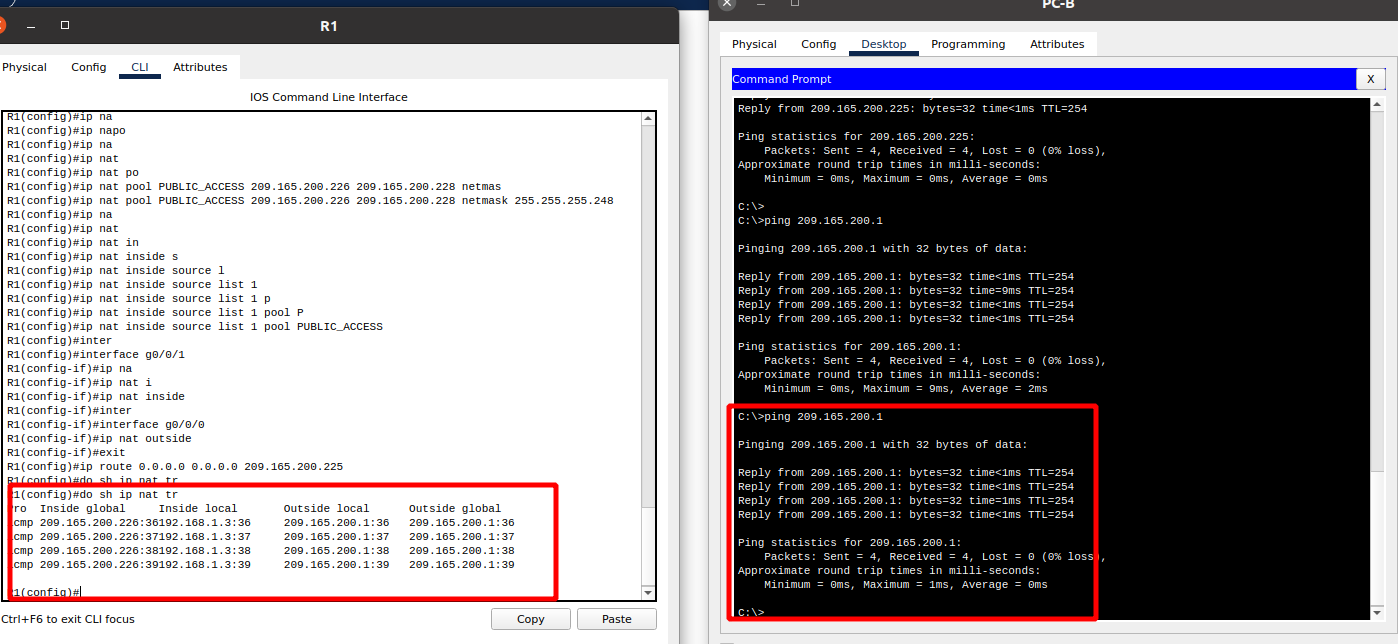 R1
Physical Config CLI Attributes
IOS Command Line Interface
R1(config)#ip na
R1(config)#ip napo
R1(config)#ip na
R1(config)#ip nat
R1(config)#ip nat po
R1(config)#ip nat pool PUBLIC_ACCESS 209.165.200.226 209.165.200.228 netmas
R1(config)#ip nat pool PUBLIC_ACCESS 209.165.200.226 209.165.200.228 netmask 255.255.255.248
R1(config)#ip na
R1(config)#ip nat
R1(config)#ip nat in
R1(config)#ip nat inside s
R1(config)#ip nat inside source l
R1(config)#ip nat inside source list 1
R1(config)#ip nat inside source list 1 p
R1(config)#ip nat inside source list 1 pool P
R1(config)#ip nat inside source list 1 pool PUBLIC_ACCESS
R1(config)#inter
R1(config)#interface g0/0/1
R1(config-if)#ip na
R1(config-if)#ip nat i
R1(config-if)#ip nat inside
R1(config-if)#inter
R1(config-if)#interface g0/0/0
R1(config-if)#ip nat outside
R1(config-if)#exit
R1(config)#ip route 0.0.0.0 0.0.0.0 209.165.200.225
R1(config)#do sh ip nat tr
R1(config)#do sh ip nat tr
Pro Inside global Inside local Outside local Outside global
icmp 209.165.200.226:36192.168.1.3:36 209.165.200.1:36 209.165.200.1:36
icmp 209.165.200.226:37192.168.1.3:37 209.165.200.1:37 209.165.200.1:37
icmp 209.165.200.226:38192.168.1.3:38 209.165.200.1:38 209.165.200.1:38
icmp 209.165.200.226:39192.168.1.3:39 209.165.200.1:39 209.165.200.1:39
R1(config)#
Ctrl+F6 to exit CLI focus
Copy Paste
PC-B
Physical Config Desktop Programming Attributes
Command Prompt X
Reply from 209.165.200.225: bytes=32 time<1ms TTL=254
Ping statistics for 209.165.200.225:
Packets: Sent = 4, Received = 4, Lost = 0 (0% loss),
Approximate round trip times in milli-seconds:
Minimum = 0ms, Maximum = 0ms, Average = 0ms
C:\>
C:\>ping 209.165.200.1
Pinging 209.165.200.1 with 32 bytes of data:
Reply from 209.165.200.1: bytes=32 time<1ms TTL=254
Reply from 209.165.200.1: bytes=32 time=9ms TTL=254
Reply from 209.165.200.1: bytes=32 time<1ms TTL=254
Reply from 209.165.200.1: bytes=32 time<1ms TTL=254
Ping statistics for 209.165.200.1:
Packets: Sent = 4, Received = 4, Lost = 0 (0% loss),
Approximate round trip times in milli-seconds:
Minimum = 0ms, Maximum = 9ms, Average = 2ms
C:\>ping 209.165.200.1
Pinging 209.165.200.1 with 32 bytes of data:
Reply from 209.165.200.1: bytes=32 time<1ms TTL=254
Reply from 209.165.200.1: bytes=32 time<1ms TTL=254
Reply from 209.165.200.1: bytes=32 time=1ms TTL=254
Reply from 209.165.200.1: bytes=32 time<1ms TTL=254
Ping statistics for 209.165.200.1:
Packets: Sent = 4, Received = 4, Lost = 0 (0% loss),
Approximate round trip times in milli-seconds:
Minimum = 0ms, Maximum = 1ms, Average = 0ms
C:\>